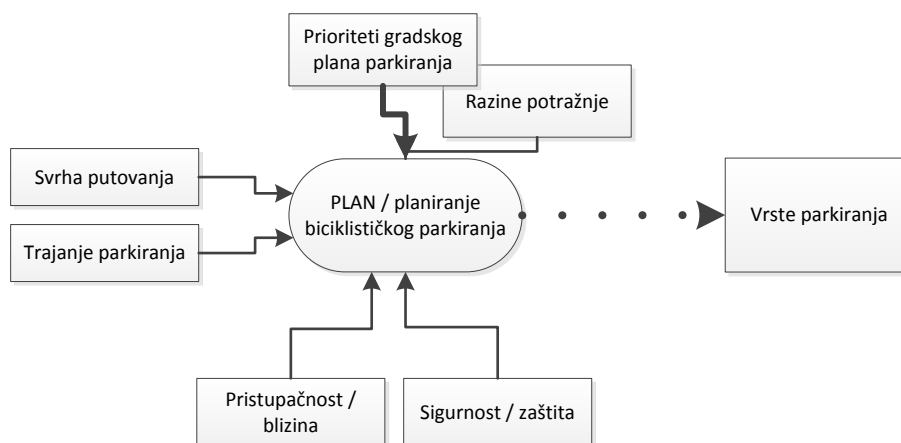 Prioriteti gradskog
plana parkiranja
Razine potražnje
Svrha putovanja
Trajanje parkiranja
PLAN / planiranje
biciklističkog parkiranja
Vrste parkiranja
Pristupačnost /
blizina
Sigurnost / zaštita